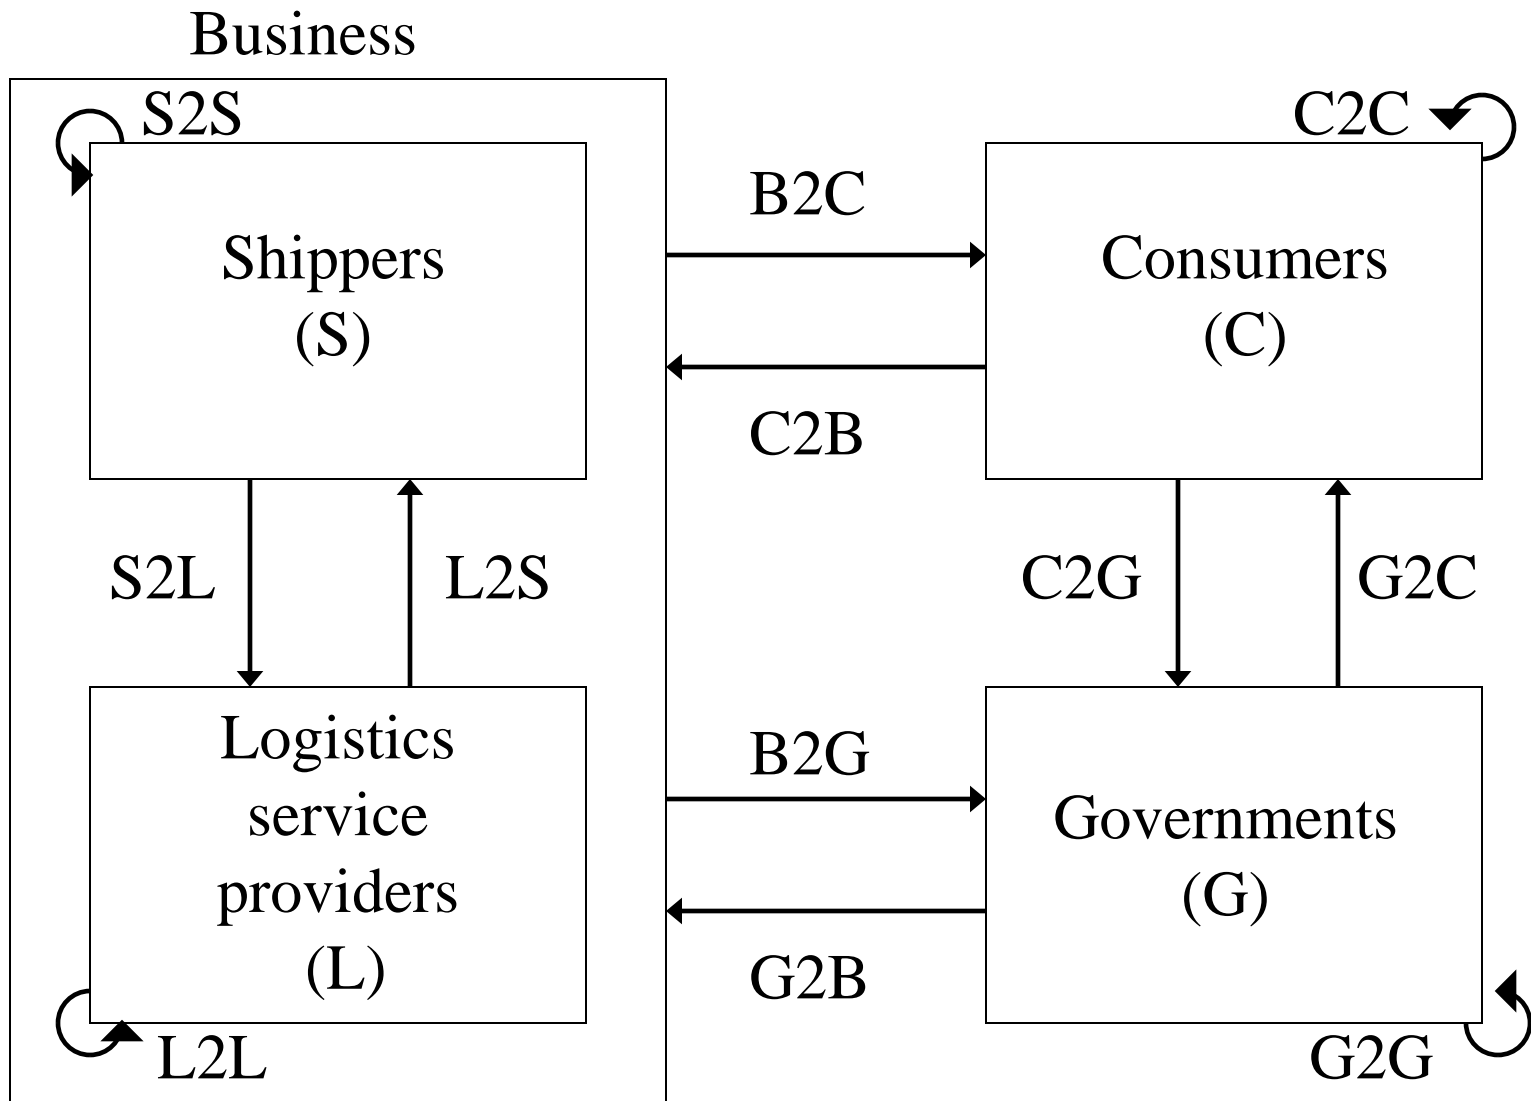 Business
S2S
C2C
Shippers
(S)
B2C
Consumers
(C)
C2B
S2L
L2S
C2G
G2C
Logistics
service
providers
(L)
B2G
Governments
(G)
G2B
L2L
G2G